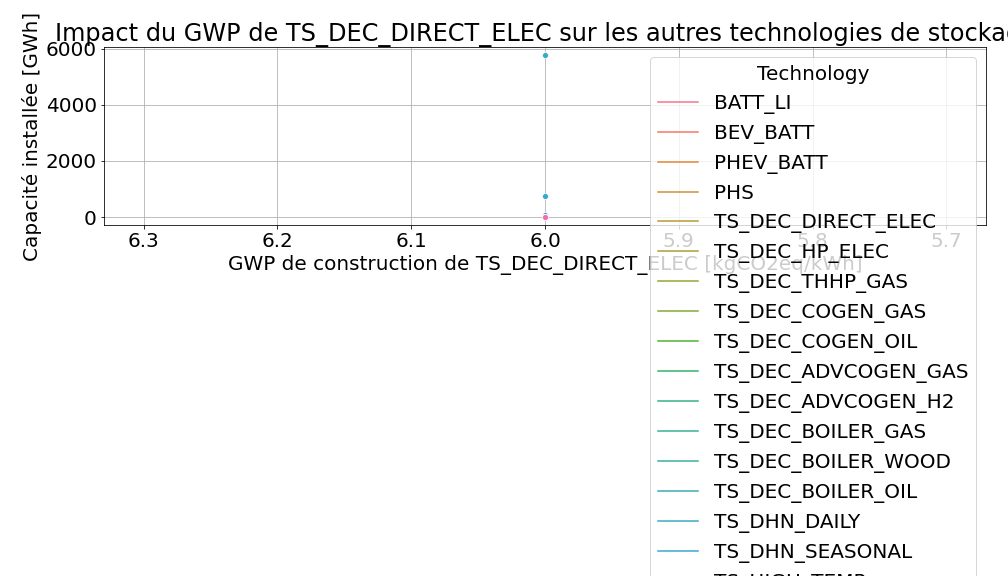 Impact du GWP de TS_DEC_DIRECT_ELEC sur les autres technologies de
Capacité installée [GWh]
6000
4000
2000
0
6.3 6.2 6.1 6.0 5.9 5.8 5.7
GWP de construction de TS_DEC_DIRECT_ELEC [kgCO2eq/kWh]
Technology
BATT_LI
BEV_BATT
PHEV_BATT
PHS
TS_DEC_DIRECT_ELEC
TS_DEC_HP_ELEC
TS_DEC_THHP_GAS
TS_DEC_COGEN_GAS
TS_DEC_COGEN_OIL
TS_DEC_ADVCOGEN_GAS
TS_DEC_ADVCOGEN_H2
TS_DEC_BOILER_GAS
TS_DEC_BOILER_WOOD
TS_DEC_BOILER_OIL
TS_DHN_DAILY
TS_DHN_SEASONAL